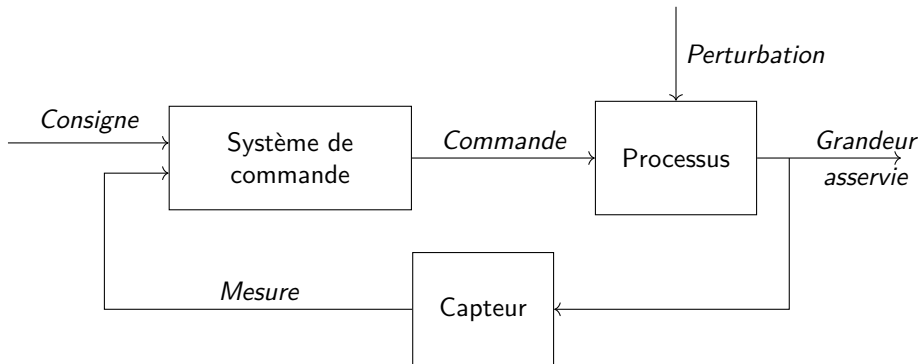 Perturbation
Consigne
Système de
commande
Commande
Processus
Grandeur
asservie
Mesure
Capteur